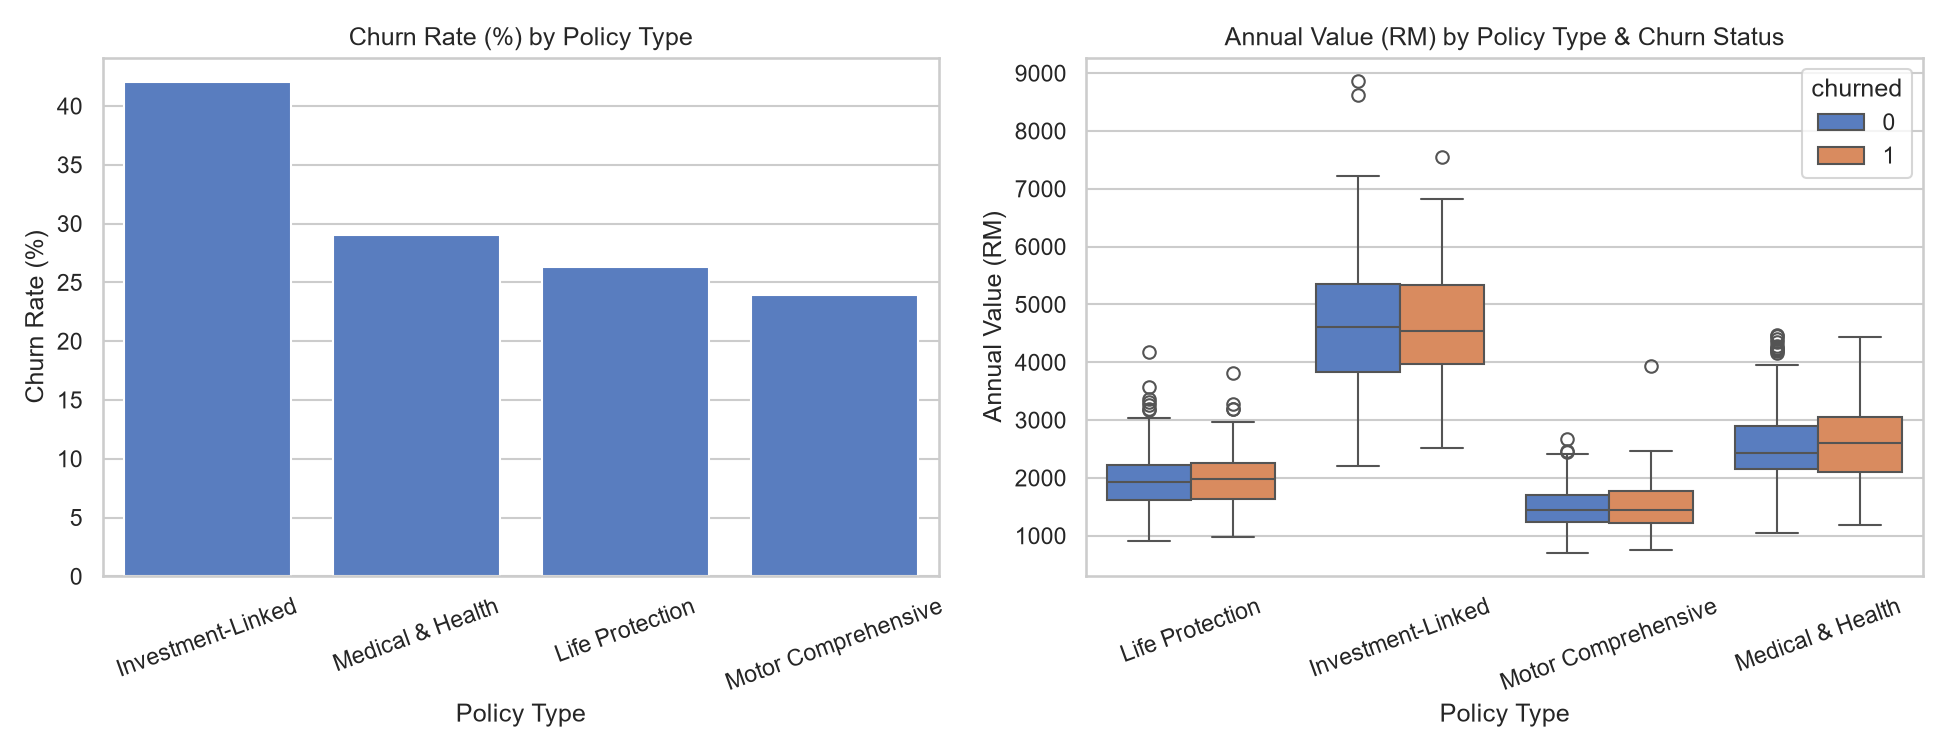 Churn Rate (%) by Policy Type
Churn Rate (%)
40
35
30
25
20
15
10
5
0
Investment-Linked
Medical & Health
Life Protection
Motor Comprehensive
Policy Type
Annual Value (RM) by Policy Type & Churn Status
Annual Value (RM)
9000
8000
7000
6000
5000
4000
3000
2000
1000
churned
0
1
Life Protection
Investment-Linked
Motor Comprehensive
Medical & Health
Policy Type